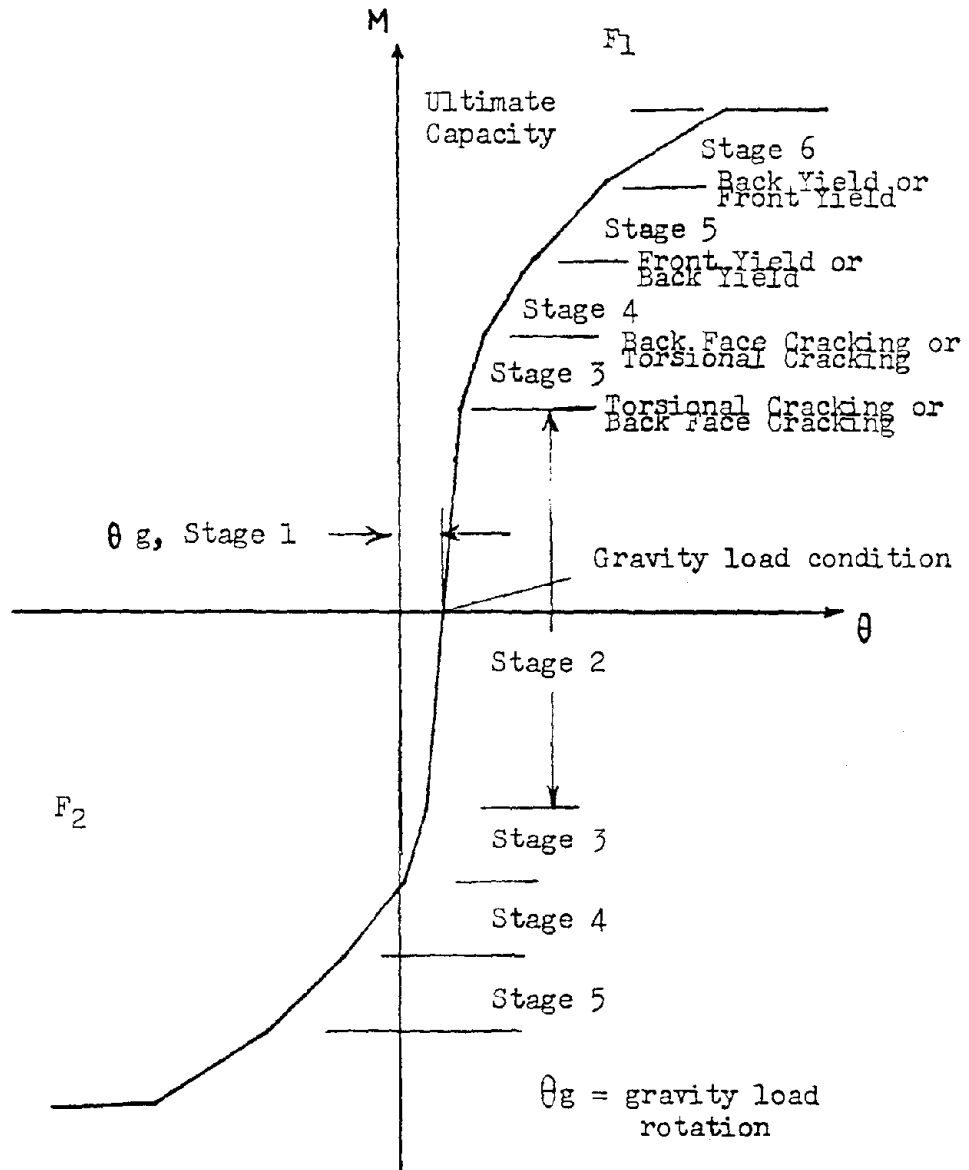 M
F1
Ultimate
Capacity
Stage 6
Back Yield or
Front Yield
Stage 5
Front Yield or
Back Yield
Stage 4
Back Face Cracking or
Torsional Cracking
Stage 3
Torsional Cracking or
Back Face Cracking
θ g, Stage 1
Gravity load condition
θ
Stage 2
F2
Stage 3
Stage 4
Stage 5
θg = gravity load
rotation